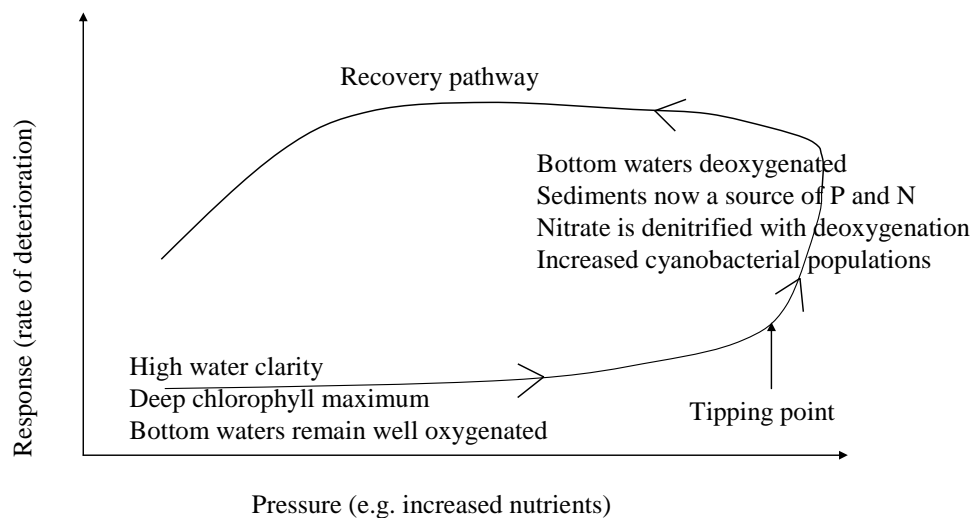 Recovery pathway
Response (rate of deterioration)
Bottom waters deoxygenated
Sediments now a source of P and N
Nitrate is denitrified with deoxygenation
Increased cyanobacterial populations
High water clarity
Deep chlorophyll maximum
Bottom waters remain well oxygenated
Tipping point
Pressure (e.g. increased nutrients)